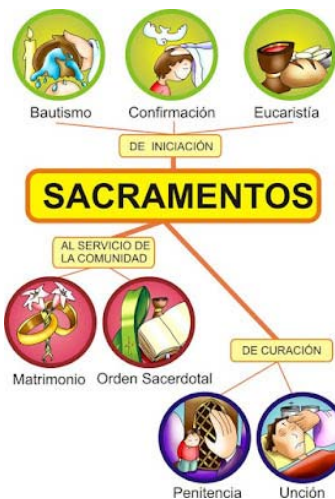 Bautismo Confirmación Eucaristía
DE INICIACIÓN
SACRAMENTOS
AL SERVICIO DE
LA COMUNIDAD
Matrimonio Orden Sacerdotal
DE CURACIÓN
Penitencia Unción